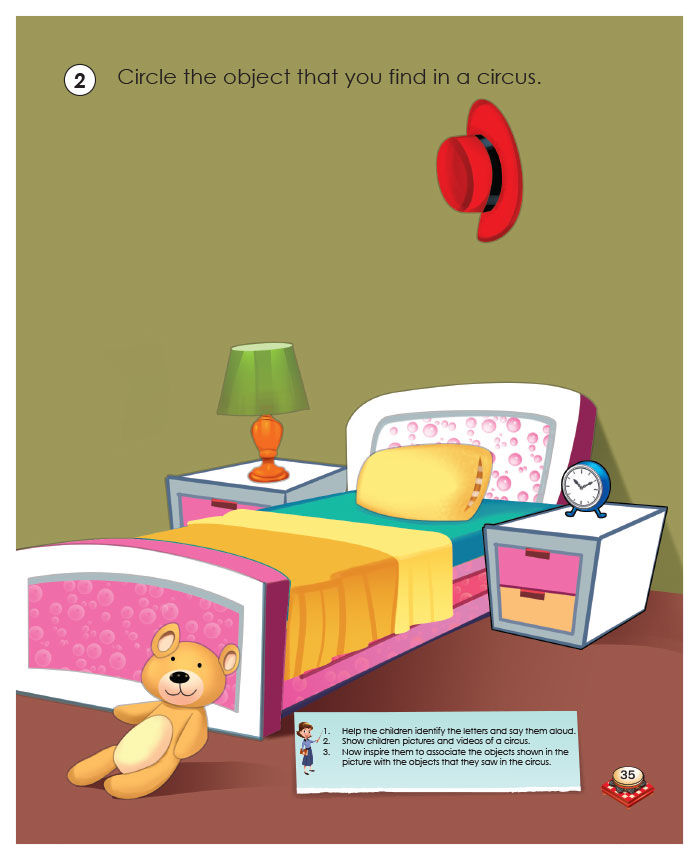 2 Circle the object that you find in a circus.
1. Help the children identify the letters and say them aloud.
2. Show children pictures and videos of a circus.
3. Now inspire them to associate the objects shown in the
picture with the objects that they saw in the circus.
35